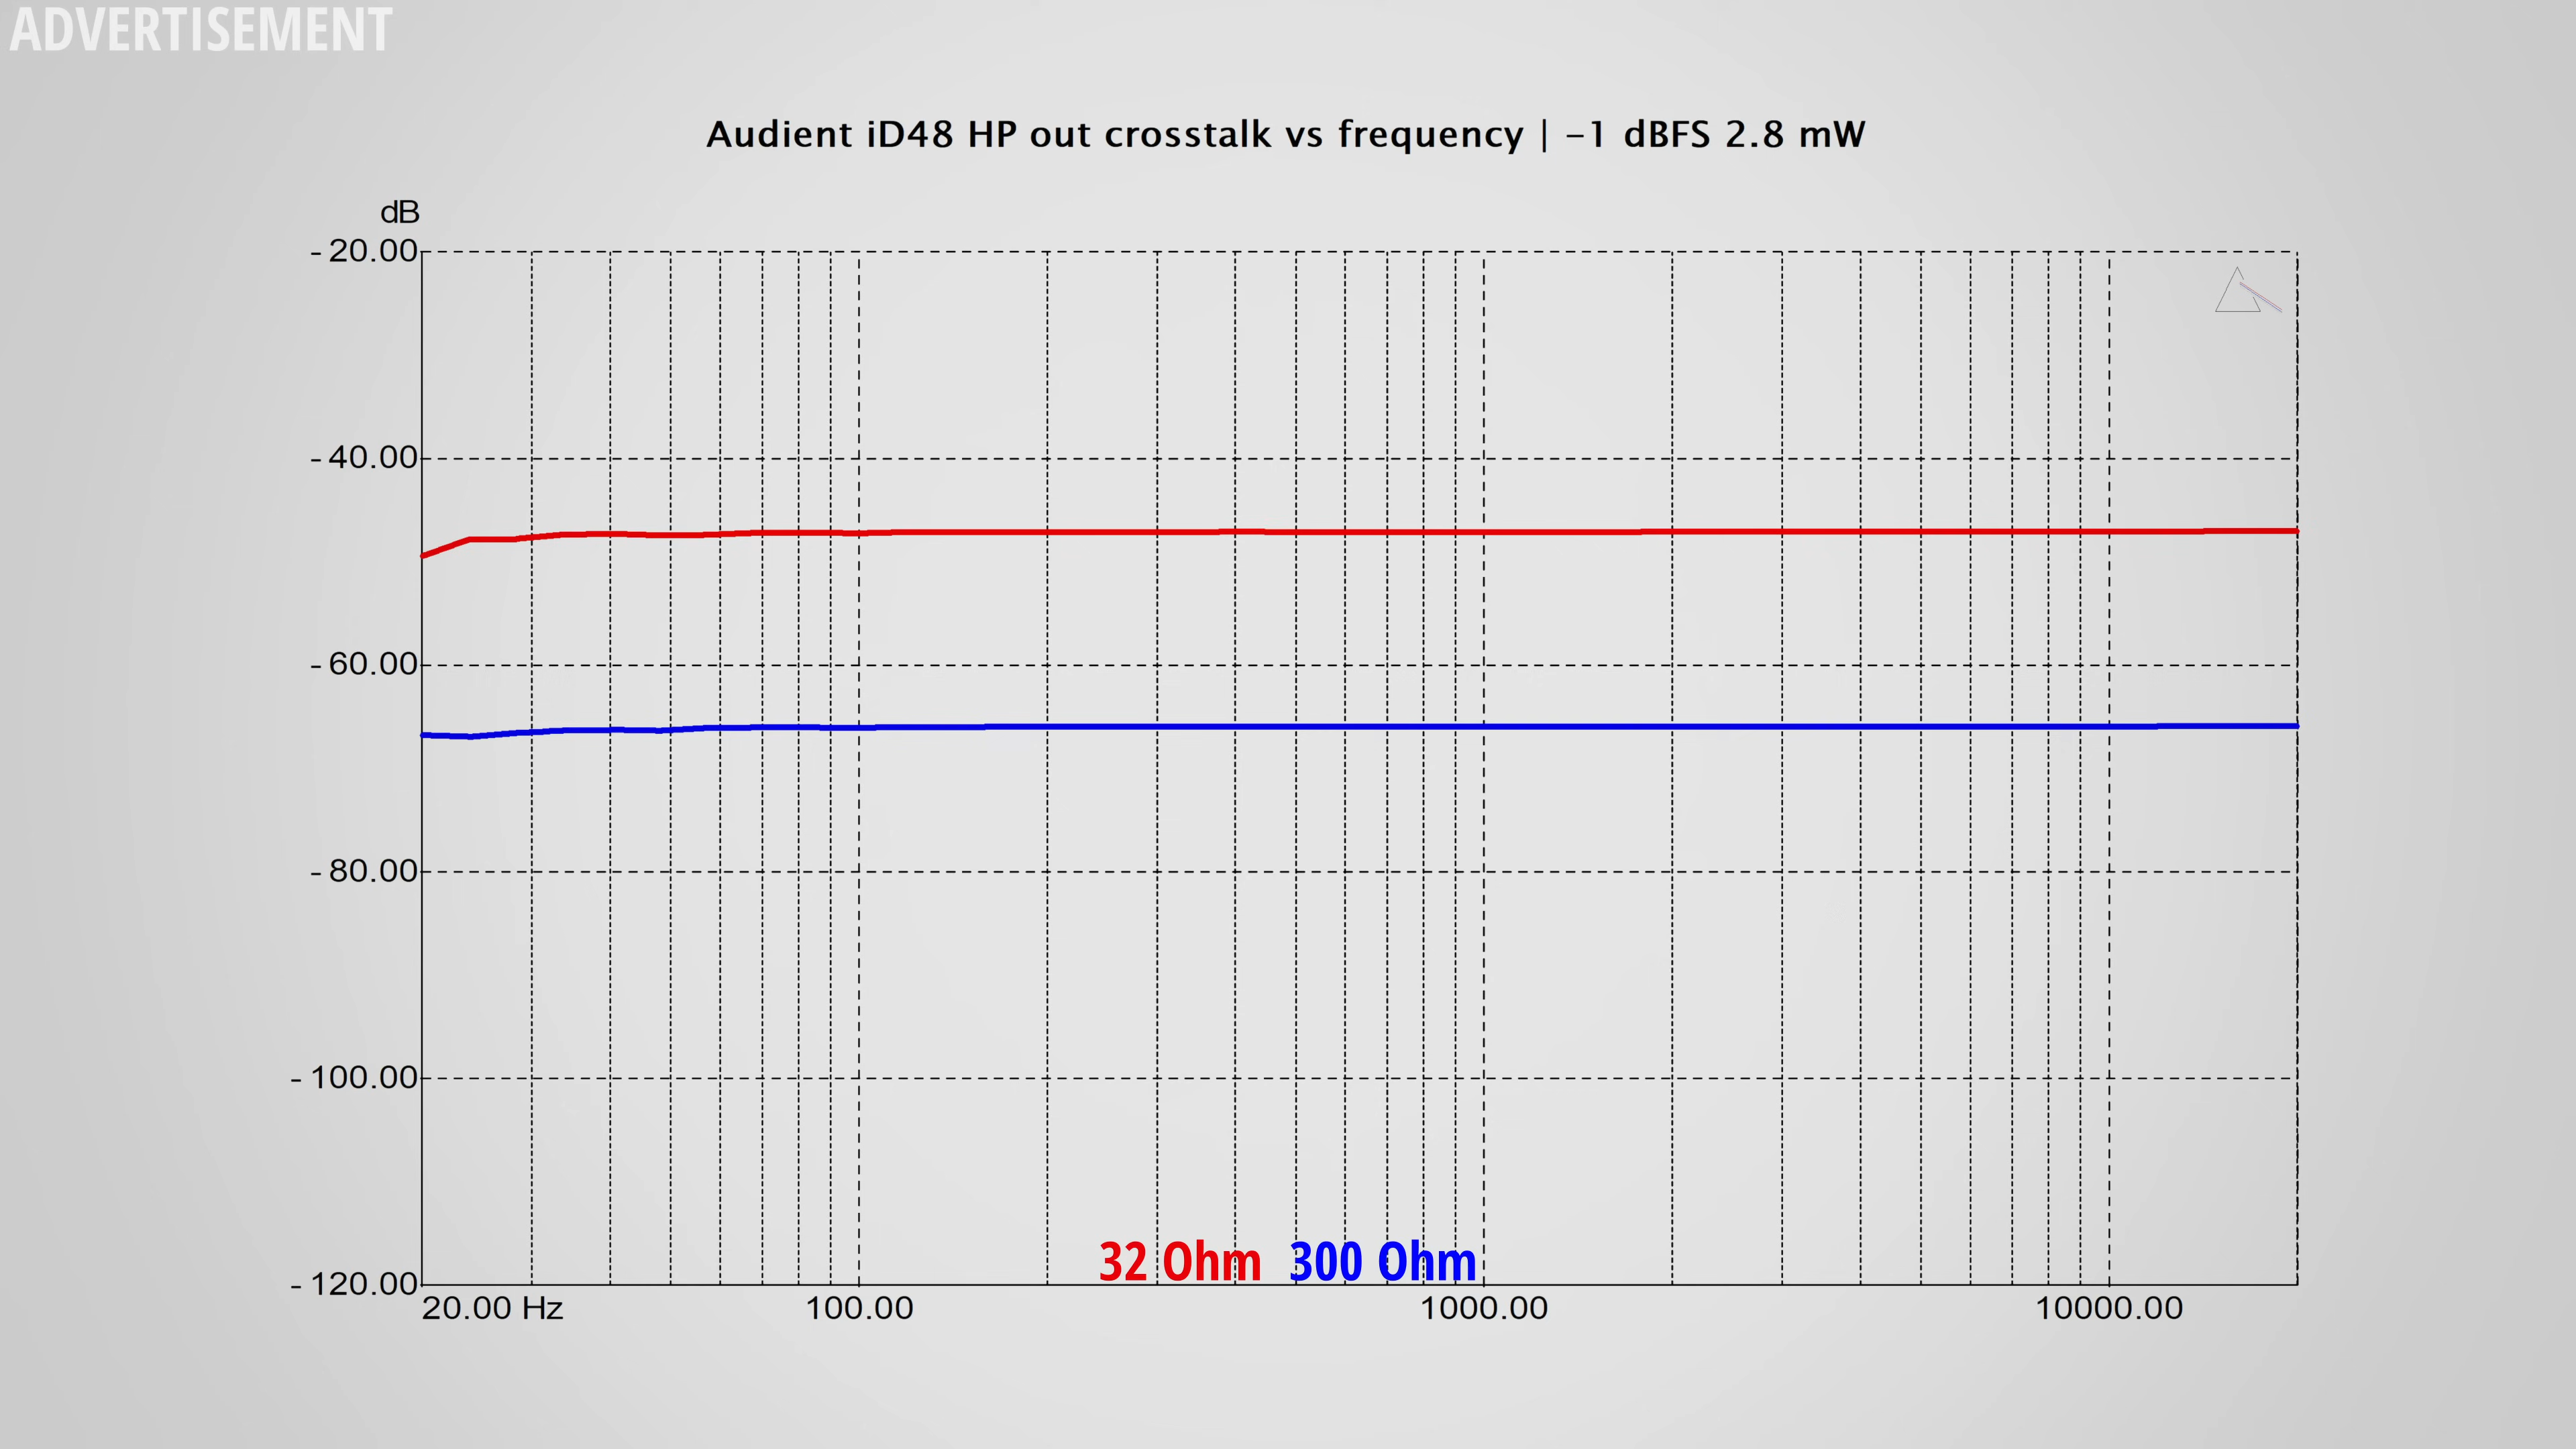 ADVERTISEMENT
Audient iD48 HP out crosstalk vs frequency | -1 dBFS 2.8 mW
dB
-20.00
-40.00
-60.00
-80.00
-100.00
-120.00
32 Ohm 300 Ohm
20.00 Hz 100.00 1000.00 10000.00